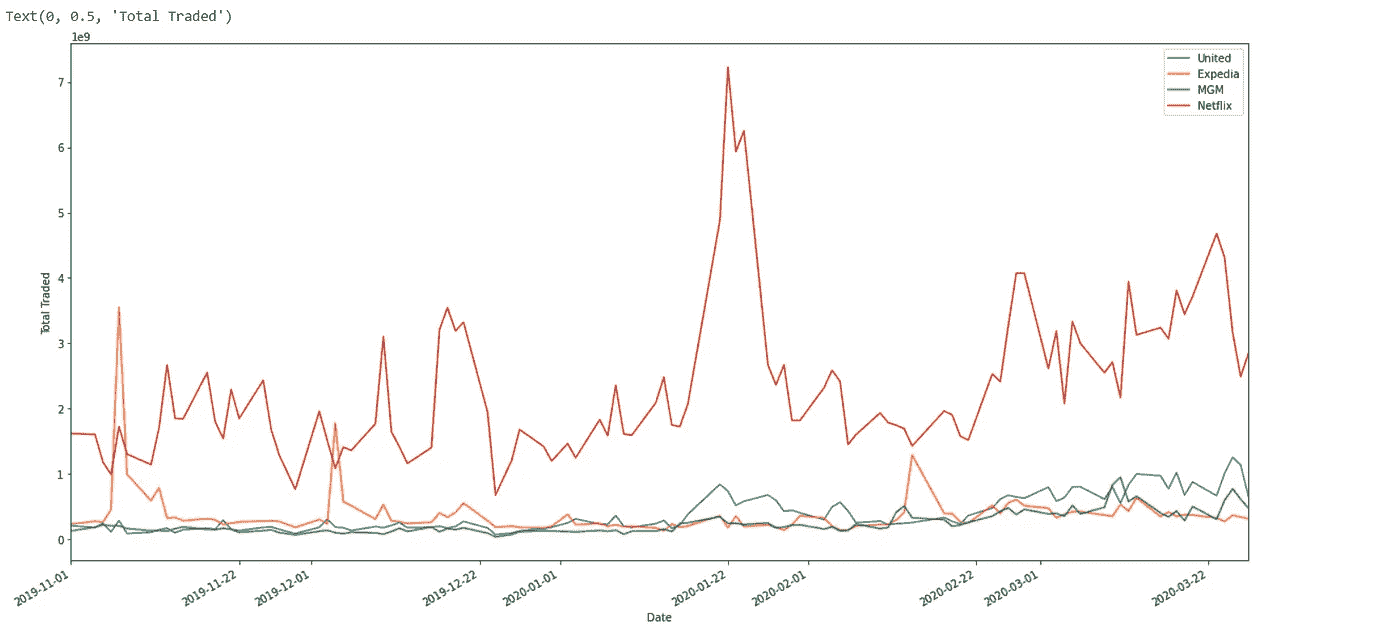 Text(0, 0.5, 'Total Traded')
1e9
United
Expedia
MGM
Netflix
7
6
5
4
3
2
1
0
Total Traded
2019-11-01
2019-11-22
2019-12-01
2019-12-22
2020-01-01
2020-01-22
2020-02-01
2020-02-22
2020-03-01
2020-03-22
Date